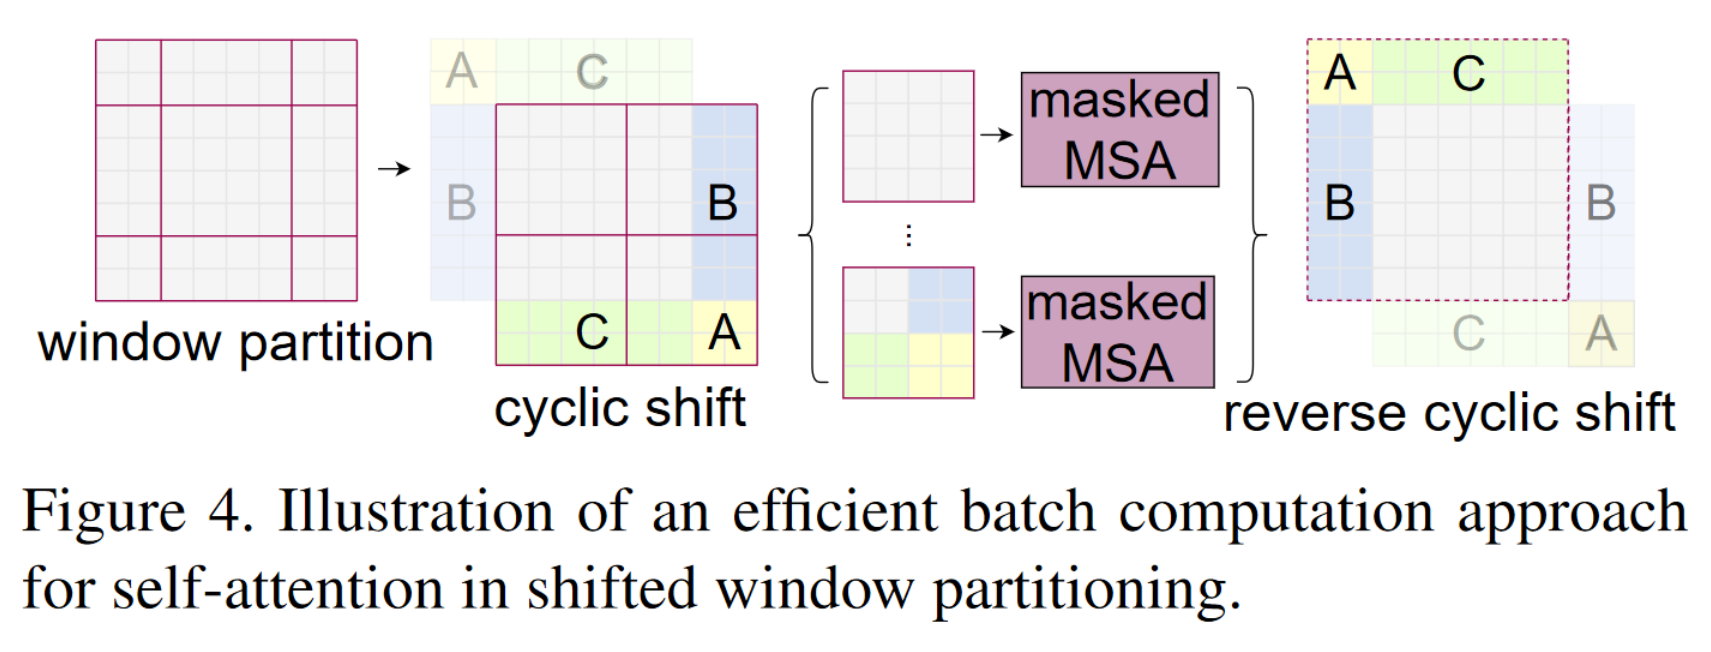 A C
B
B
C A
window partition
cyclic shift
masked
MSA
⋮
masked
MSA
A C
B
B
C A
reverse cyclic shift
Figure 4. Illustration of an efficient batch computation approach
for self-attention in shifted window partitioning.